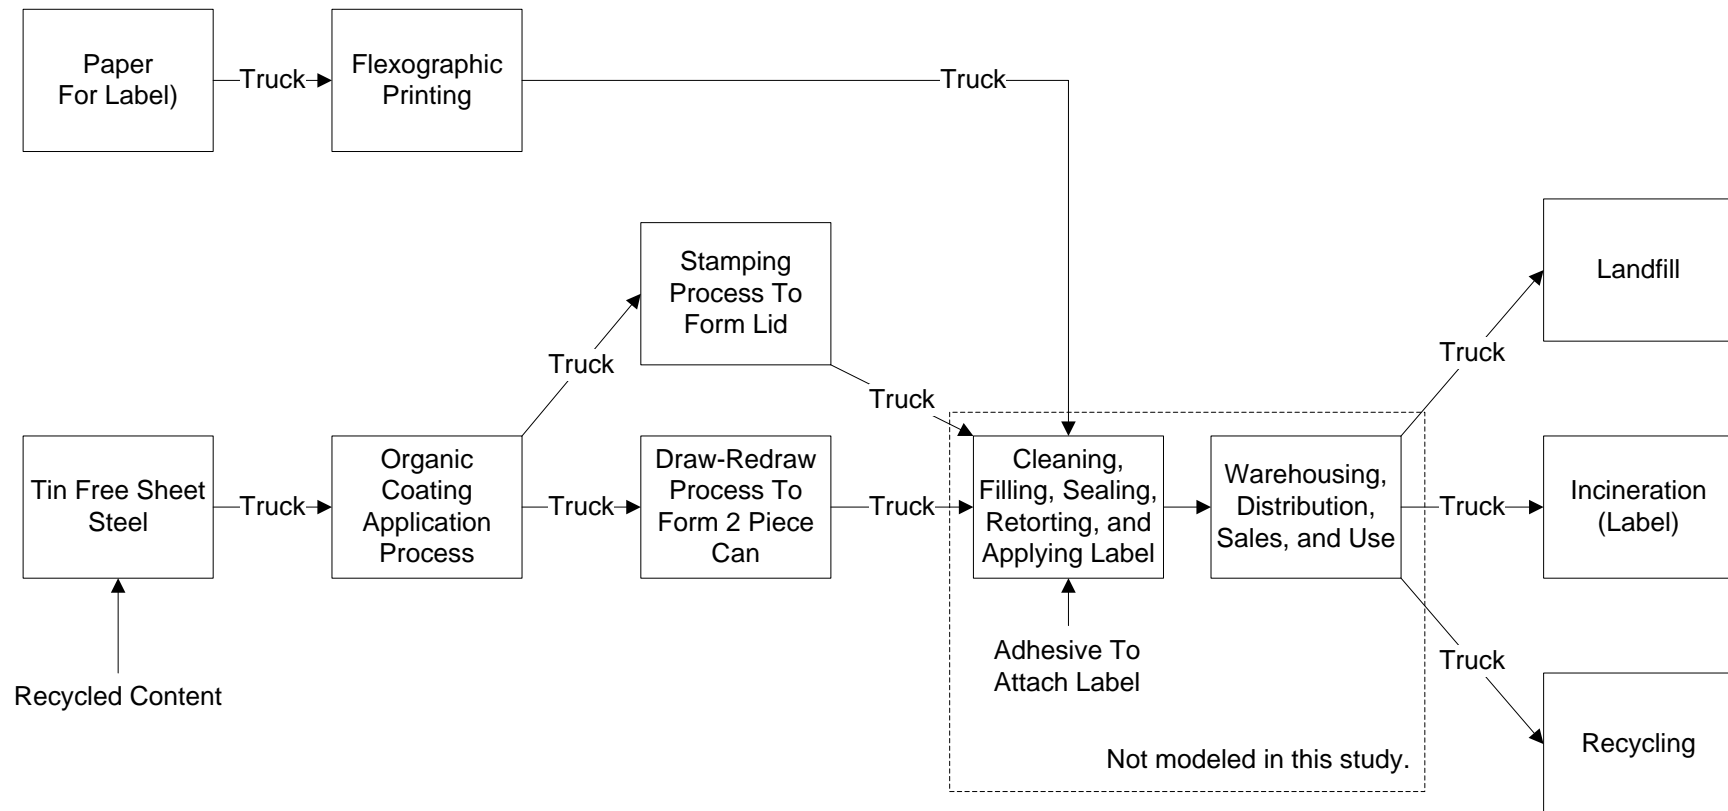 Paper
For Label)
Truck
Flexographic
Printing
Truck
Stamping
Process To
Form Lid
Truck
Truck
Landfill
Truck
Tin Free Sheet
Steel
Truck
Organic
Coating
Application
Process
Truck
Draw-Redraw
Process To
Form 2 Piece
Can
Truck
Cleaning,
Filling, Sealing,
Retorting, and
Applying Label
Warehousing,
Distribution,
Sales, and Use
Truck
Incineration
(Label)
Recycled Content
Adhesive To
Attach Label
Truck
Recycling
Not modeled in this study.